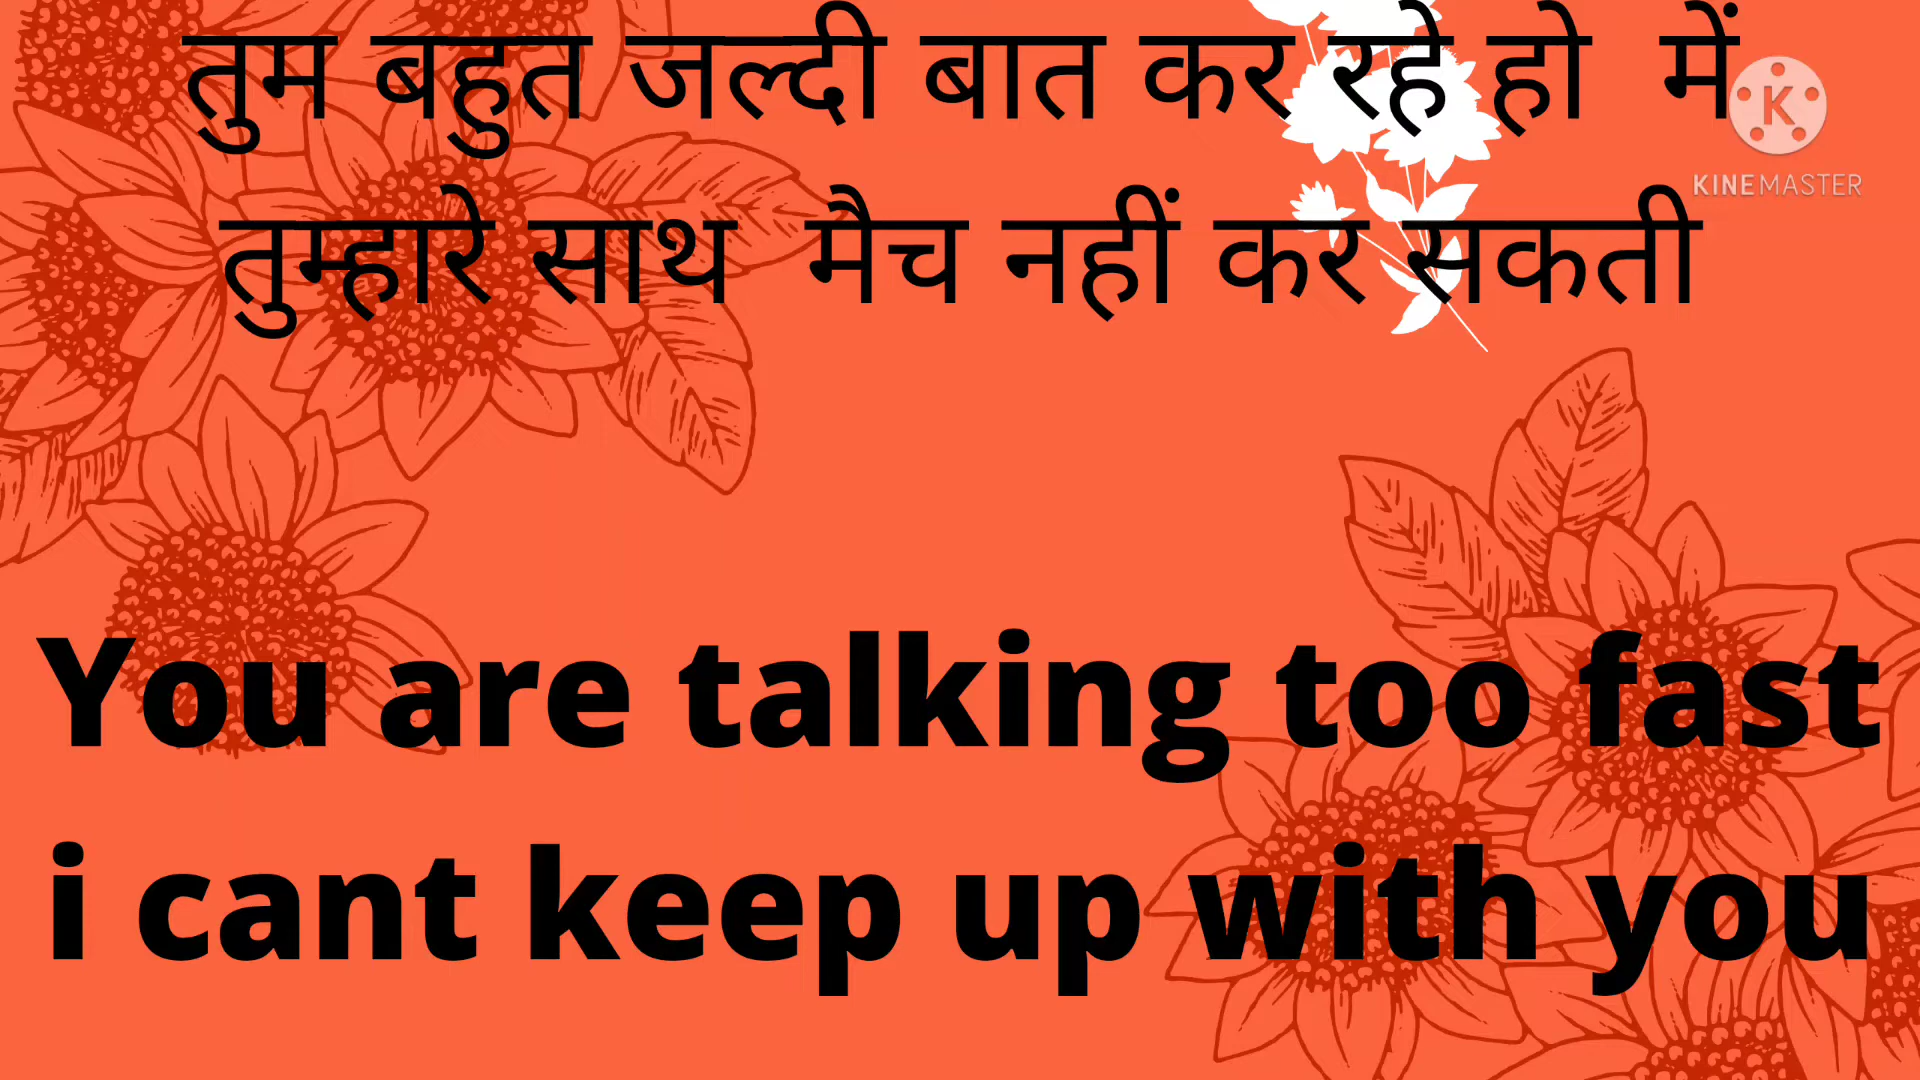 तुम बहुत जल्दी बात कर रहे हो  में
तुम्हारे साथ  मैच नहीं कर सकती
K
KINEMASTER
You are talking too fast
i cant keep up with you